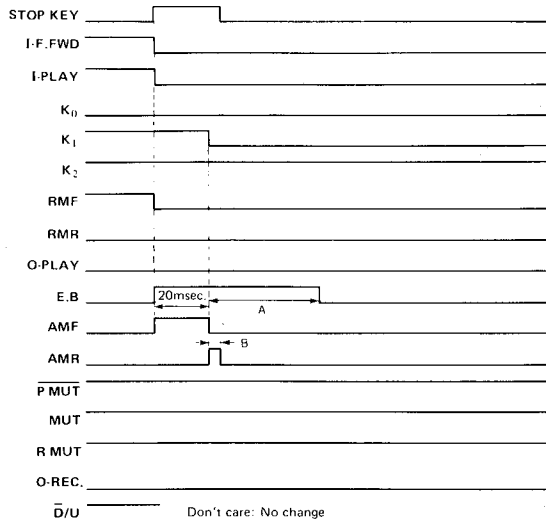 STOP KEY
I-F.FWD
I-PLAY
K₀
K₁
K₂
RMF
RMR
O-PLAY
E.B
20msec.
A
AMF
B
AMR
P MUT
MUT
R MUT
O-REC.
D̅/U Don't care: No change